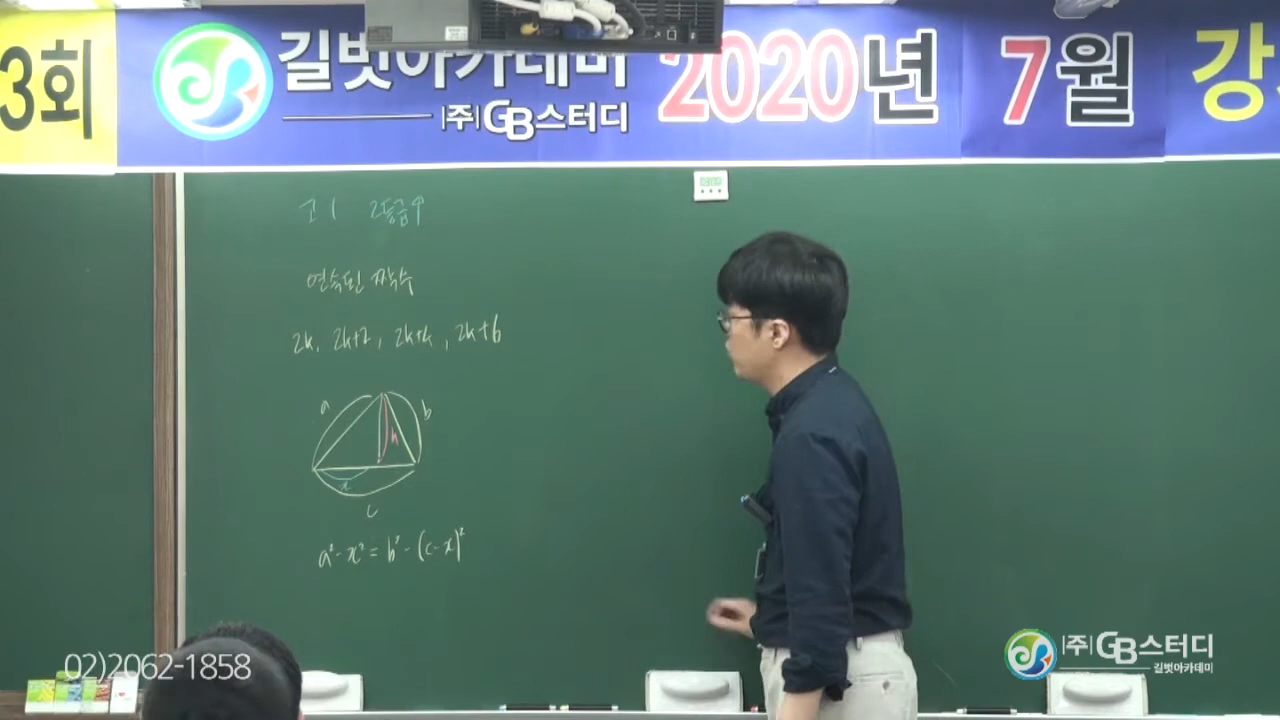 3회 길벗아카데미 2020년 7월 강
(주)GB스터디
고1 2등급↑
연속된 짝수
2k, 2k+2, 2k+4, 2k+6
a b
h
x
c
a²-x²=b²-(c-x)²
02)2062-1858
(주)GB스터디
길벗아카데미